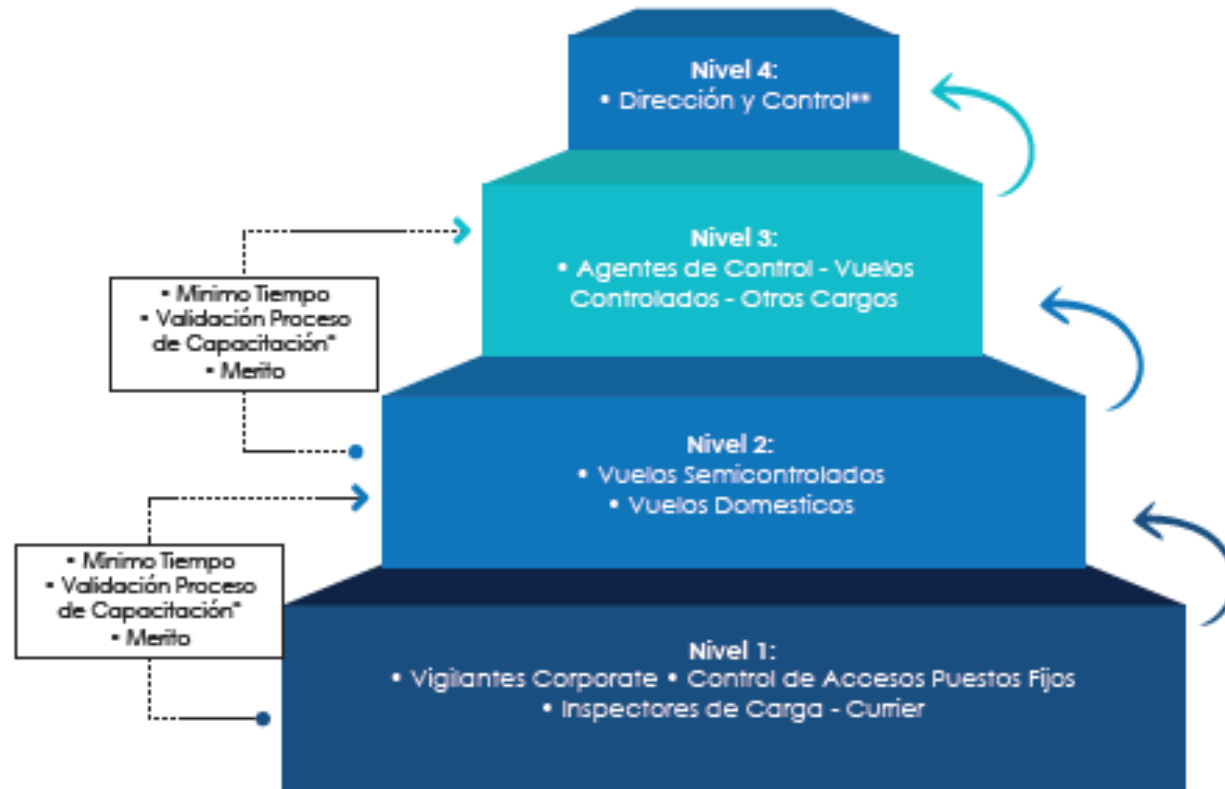 Nivel 4:
• Dirección y Control**
Nivel 3:
• Agentes de Control - Vuelos
Controlados - Otros Cargos
• Minimo Tiempo
• Validación Proceso
de Capacitación*
• Merito
Nivel 2:
• Vuelos Semicontrolados
• Vuelos Domesticos
• Minimo Tiempo
• Validación Proceso
de Capacitación*
• Merito
Nivel 1:
• Vigilantes Corporate • Control de Accesos Puestos Fijos
• Inspectores de Carga - Currier